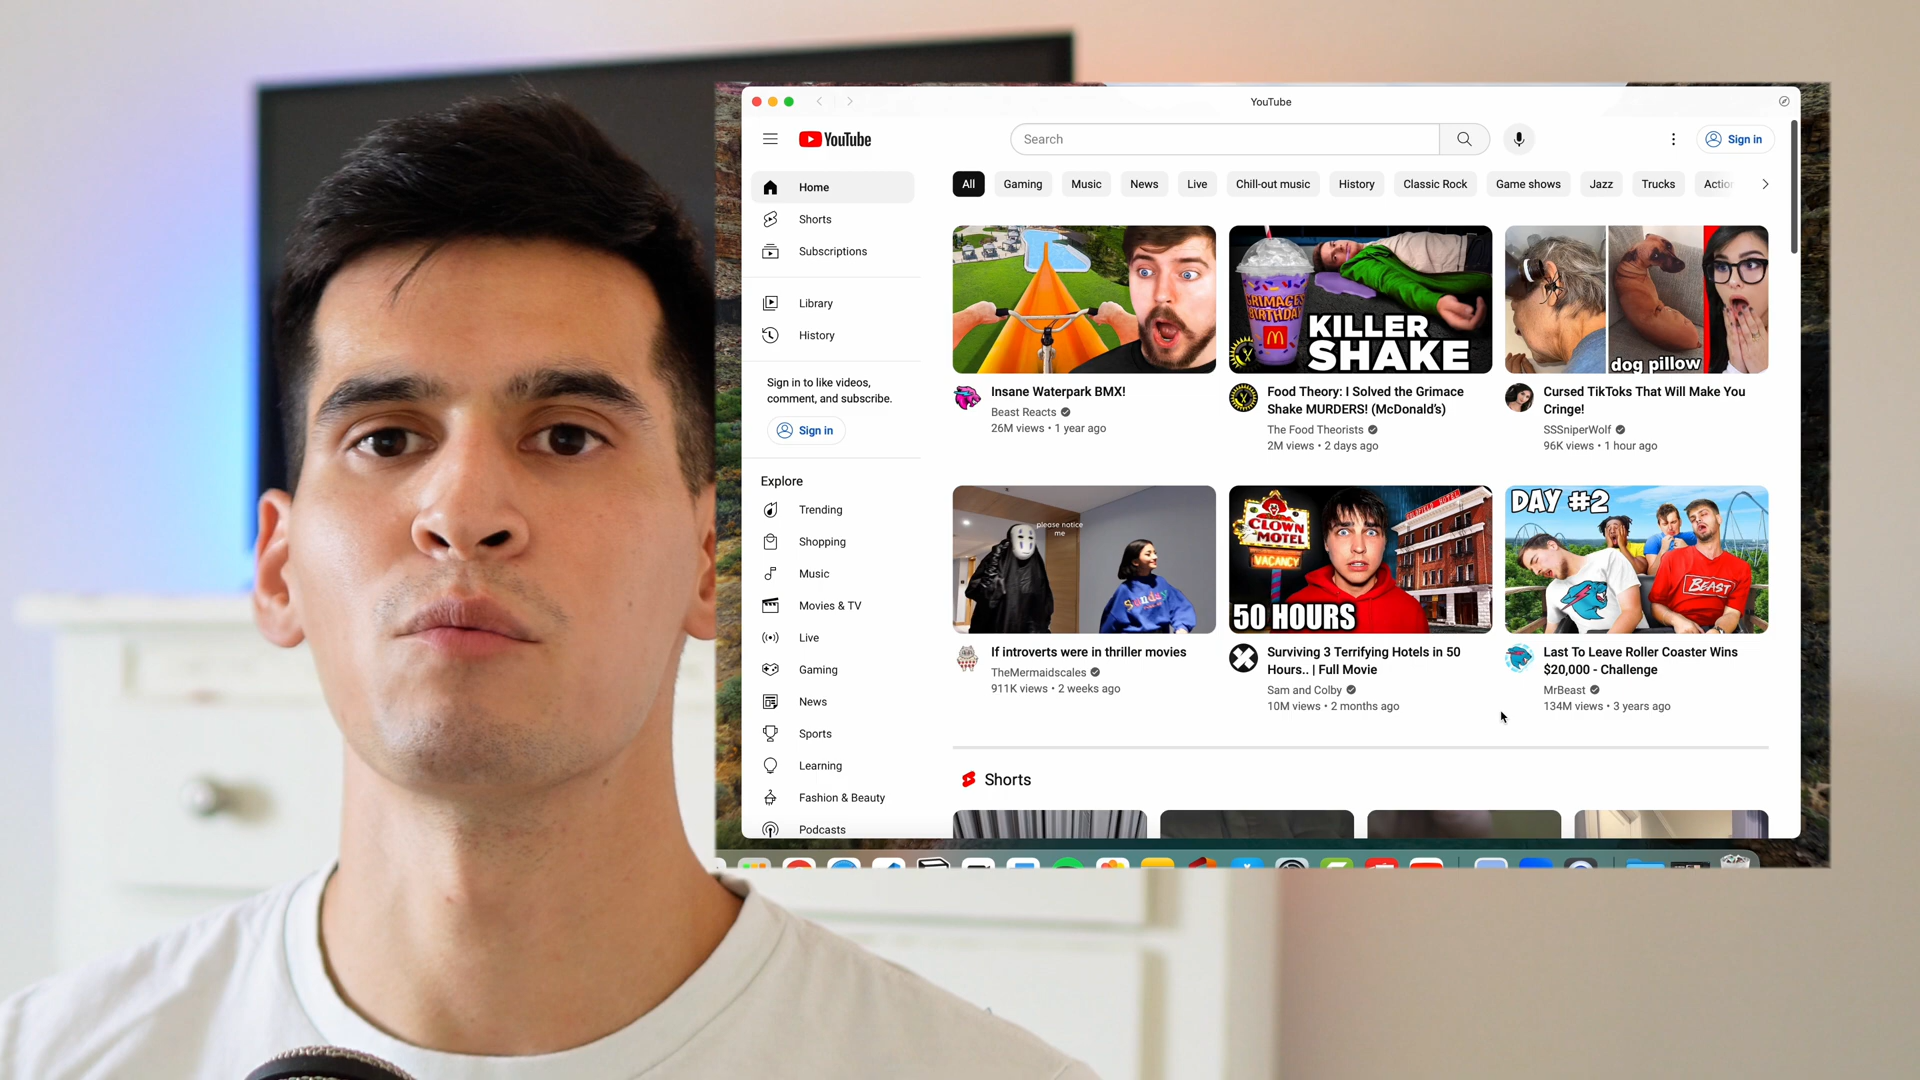 YouTube
YouTube
Search
Sign in
Home
Shorts
Subscriptions
Library
History
Sign in to like videos,
comment, and subscribe.
Sign in
Explore
Trending
Shopping
Music
Movies & TV
Live
Gaming
News
Sports
Learning
Fashion & Beauty
Podcasts
All
Gaming
Music
News
Live
Chill-out music
History
Classic Rock
Game shows
Jazz
Trucks
Insane Waterpark BMX!
Beast Reacts
26M views • 1 year ago
GRIMACE'S
BIRTHDAY
KILLER
SHAKE
Food Theory: I Solved the Grimace
Shake MURDERS! (McDonald's)
The Food Theorists
2M views • 2 days ago
dog pillow
Cursed TikToks That Will Make You
Cringe!
SSSniperWolf
96K views • 1 hour ago
please notice
me
Sunday
If introverts were in thriller movies
TheMermaidscales
911K views • 2 weeks ago
CLOWN
MOTEL
VACANCY
50 HOURS
Surviving 3 Terrifying Hotels in 50
Hours.. | Full Movie
Sam and Colby
10M views • 2 months ago
DAY #2
BEAST
Last To Leave Roller Coaster Wins
$20,000 - Challenge
MrBeast
134M views • 3 years ago
Shorts